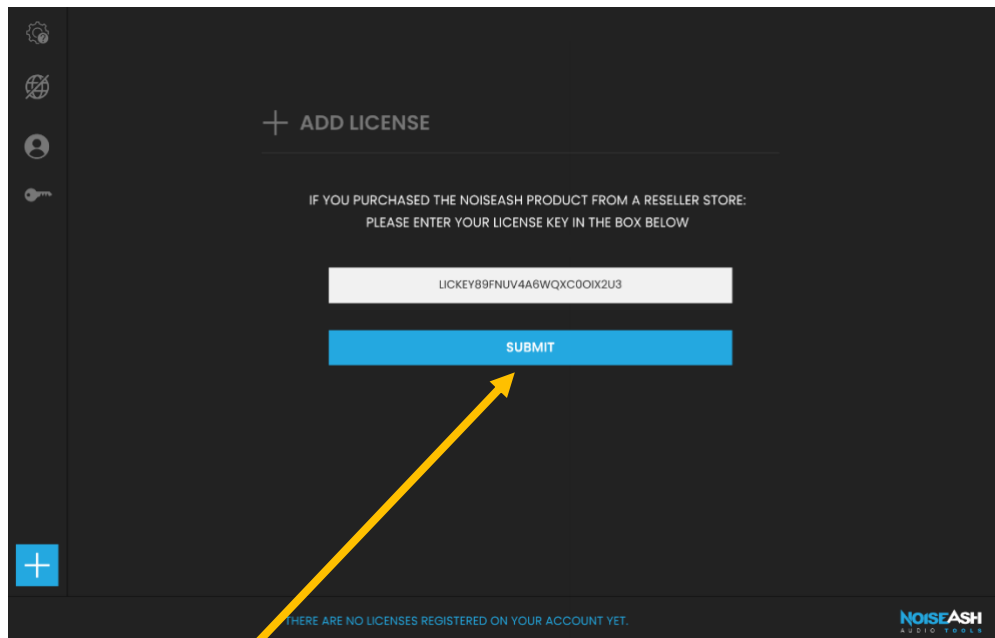 ADD LICENSE
IF YOU PURCHASED THE NOISEASH PRODUCT FROM A RESELLER STORE:
PLEASE ENTER YOUR LICENSE KEY IN THE BOX BELOW
LICKEY89FNUV4A6WQXC0OIX2U3
SUBMIT
THERE ARE NO LICENSES REGISTERED ON YOUR ACCOUNT YET.
NOISEASH
AUDIO TOOLS